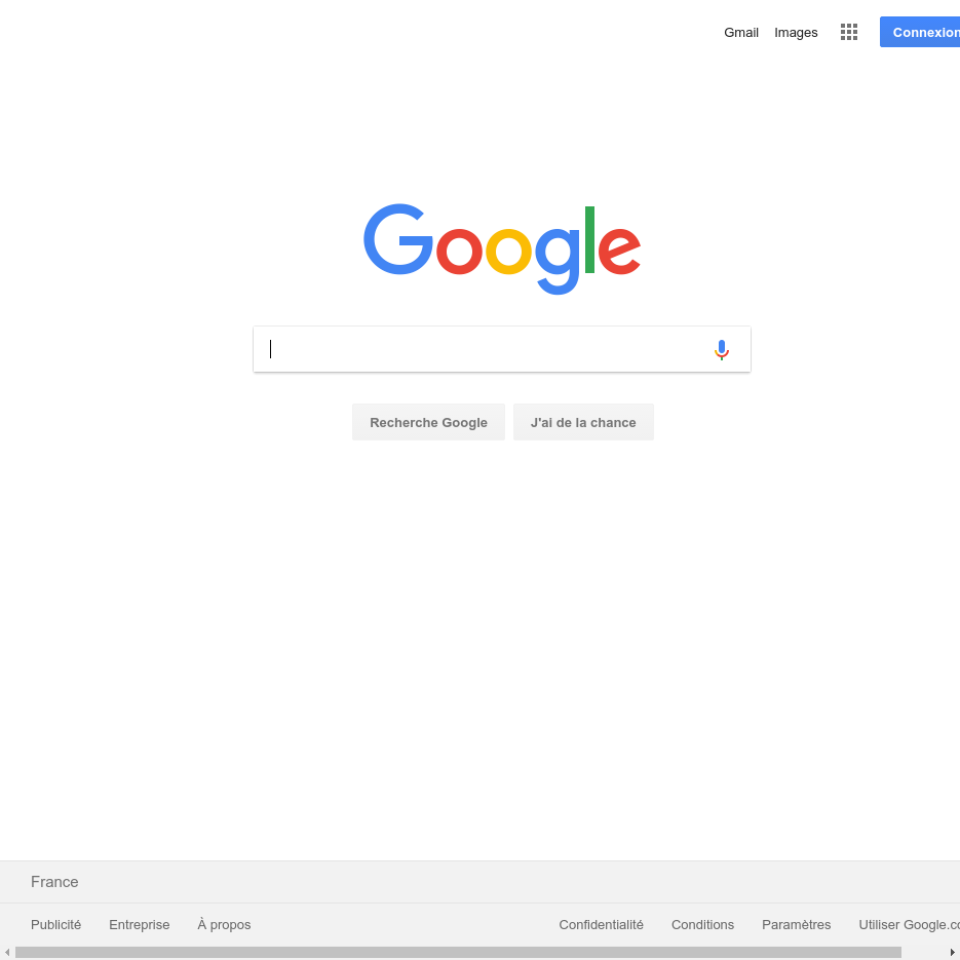 Gmail Images Connexion
Google
Recherche Google J'ai de la chance
France
Publicité Entreprise À propos Confidentialité Conditions Paramètres Utiliser Google.co